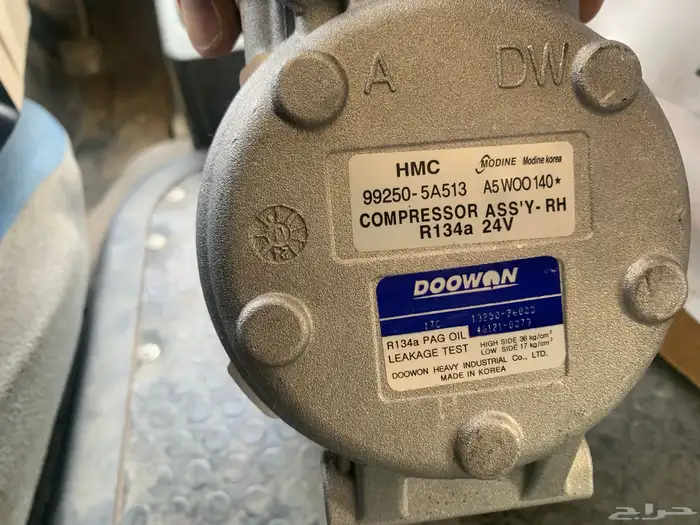 A DW
HMC MODINE Modine korea
99250-5A513 A5WOO140*
COMPRESSOR ASS'Y-RH
R134a 24V
DOOWON
R134a PAG OIL HIGH SIDE 36 kg/cm²
LEAKAGE TEST LOW SIDE 17 kg/cm²
DOOWON HEAVY INDUSTRIAL CO., LTD.
MADE IN KOREA
حراج